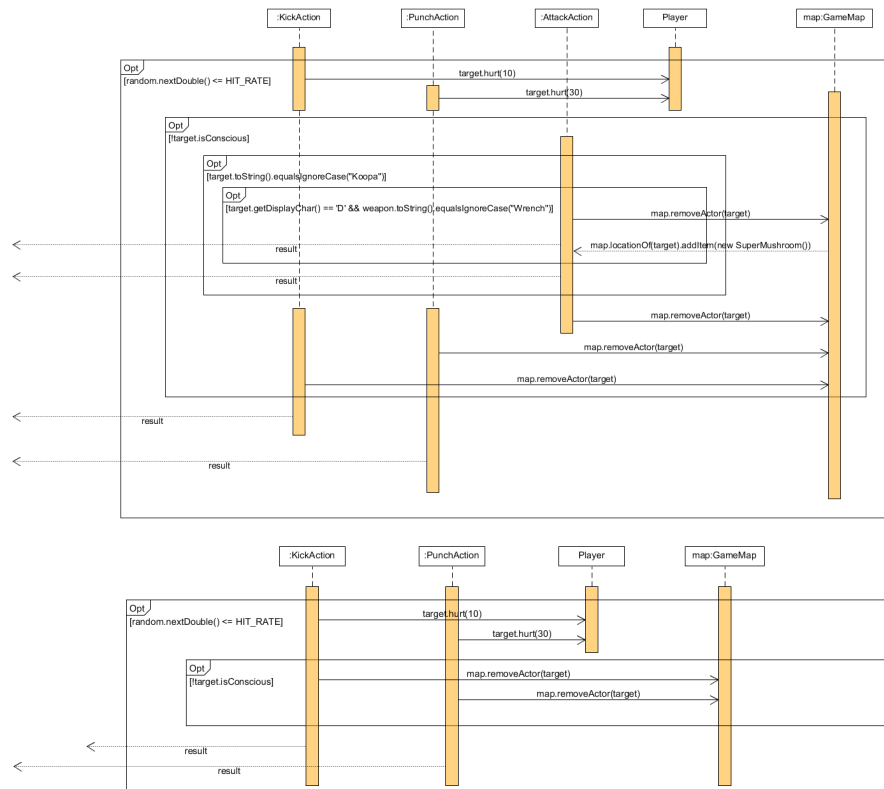 :KickAction
:PunchAction
:AttackAction
Player
map:GameMap
Opt
[random.nextDouble() <= HIT_RATE]
target.hurt(10)
target.hurt(30)
Opt
[!target.isConscious]
Opt
[target.toString().equalsIgnoreCase("Koopa")]
Opt
[target.getDisplayChar() == 'D' && weapon.toString().equalsIgnoreCase("Wrench")]
map.removeActor(target)
map.locationOf(target).addItem(new SuperMushroom())
result
result
map.removeActor(target)
map.removeActor(target)
map.removeActor(target)
result
result
:KickAction
:PunchAction
Player
map:GameMap
Opt
[random.nextDouble() <= HIT_RATE]
target.hurt(10)
target.hurt(30)
Opt
[!target.isConscious]
map.removeActor(target)
map.removeActor(target)
result
result